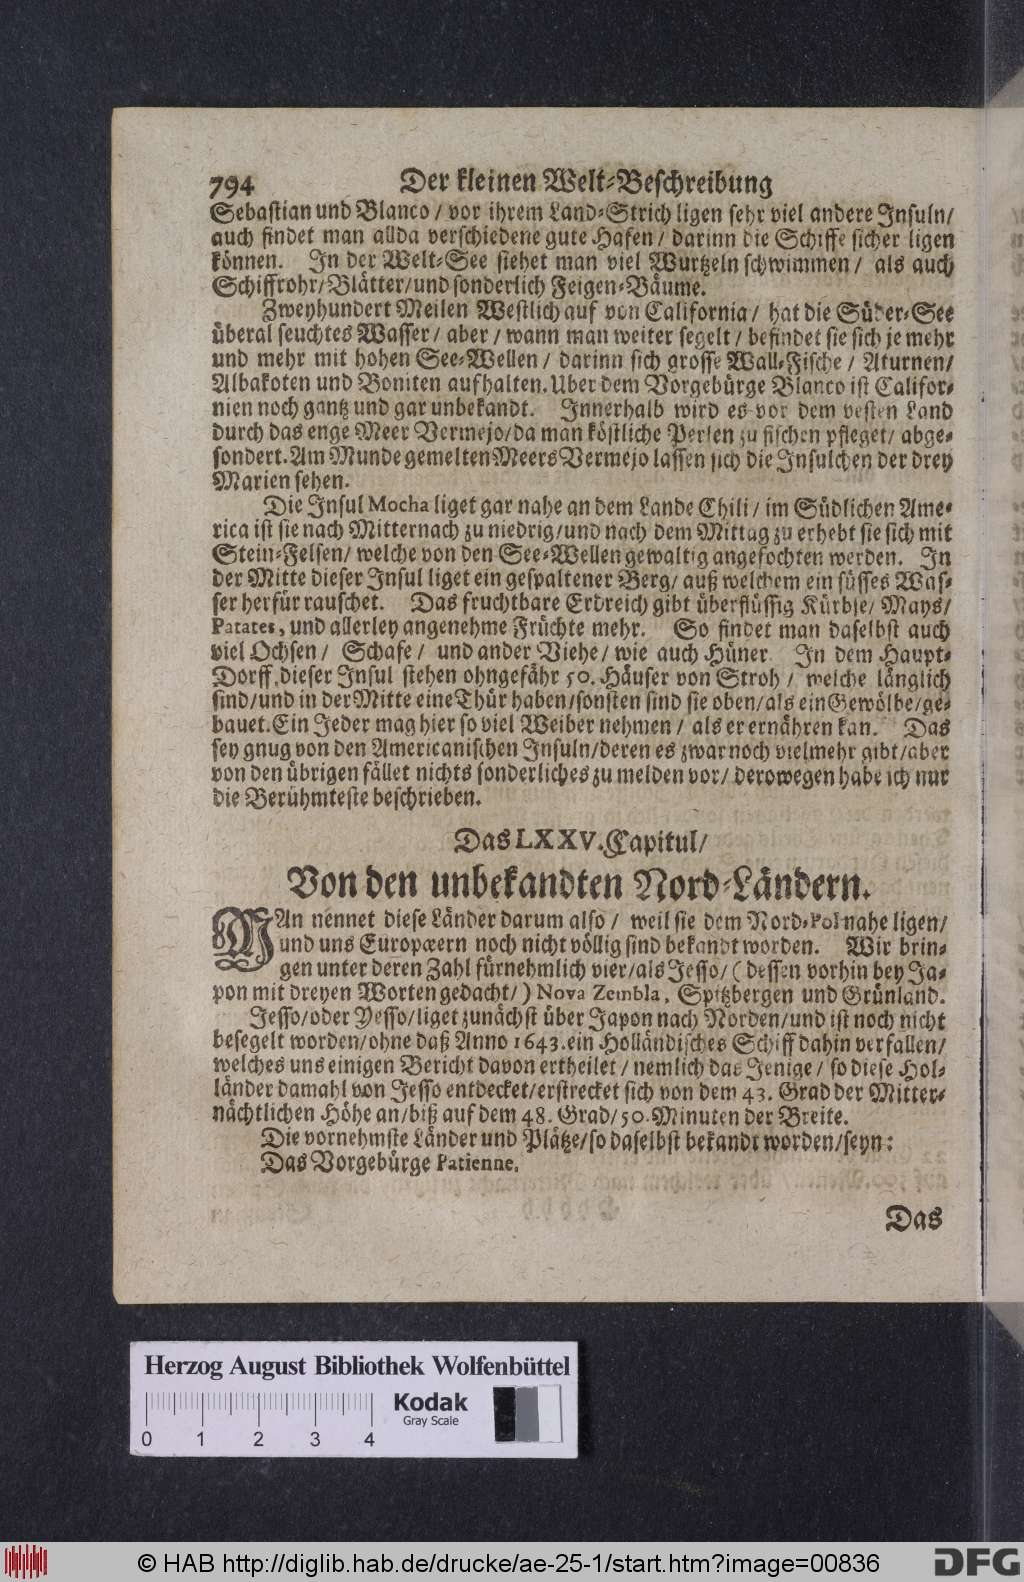 794 Der kleinen Welt-Beschreibung
Sebastian und Blanco / vor ihrem Land-Strich ligen sehr viel andere Insuln/
auch findet man allda verschiedene gute Hafen / darinn die Schiffe sicher ligen
können. In der Welt-See siehet man viel Wurtzeln schwimmen / als auch
Schiffrohr/Blätter/und sonderlich Feigen-Bäume.
Zweyhundert Meilen Westlich auf von California / hat die Süder-See
überal feuchtes Wasser / aber / wann man weiter segelt / befindet sie sich je mehr
und mehr mit hohen See-Wellen / darinn sich grosse Wall-Fische / Aturnen/
Albakoten und Boniten aufhalten. Uber dem Vorgebürge Blanco ist Califor-
nien noch gantz und gar unbekandt. Innerhalb wird es vor dem vesten Land
durch das enge Meer Vermejo/da man köstliche Perlen zu fischen pfleget/ abge-
sondert. Am Munde gemelten Meers Vermejo lassen sich die Insulchen der drey
Marien sehen.
Die Insul Mocha liget gar nahe an dem Lande Chili / im Südlichen Ame-
rica ist sie nach Mitternach zu niedrig/und nach dem Mittag zu erhebt sie sich mit
Stein-Felsen/ welche von den See-Wellen gewaltig angefochten werden. In
der Mitte dieser Insul liget ein gespaltener Berg/ auß welchem ein süsses Was-
ser herfür rauschet. Das fruchtbare Erdreich gibt überflüssig Kürbse/ Mays/
Patates, und allerley angenehme Früchte mehr. So findet man daselbst auch
viel Ochsen / Schafe / und ander Viehe / wie auch Hüner. In dem Haupt-
Dorff dieser Insul stehen ohngefähr 50. Häuser von Stroh / welche länglich
sind/und in der Mitte eine Thür haben/sonsten sind sie oben/als ein Gewölbe/ge-
bauet. Ein Jeder mag hier so viel Weiber nehmen / als er ernähren kan. Das
sey gnug von den Americanischen Insuln/deren es zwar noch vielmehr gibt/aber
von den übrigen fället nichts sonderliches zu melden vor/ derowegen habe ich nur
die Berühmteste beschrieben.
Das LXXV. Capitul/
Von den unbekandten Nord-Ländern.
MAn nennet diese Länder darum also / weil sie dem Nord-Pol nahe ligen/
und uns Europæern noch nicht völlig sind bekandt worden. Wir brin-
gen unter deren Zahl fürnehmlich vier/als Jesso/ ( dessen vorhin bey Ja-
pon mit dreyen Worten gedacht/) Nova Zembla, Spitzbergen und Grünland.
Jesso/oder Yesso/liget zunächst über Japon nach Norden/und ist noch nicht
besegelt worden/ohne daß Anno 1643. ein Holländisches Schiff dahin verfallen/
welches uns einigen Bericht davon ertheilet / nemlich das Jenige / so diese Hol-
länder damahl von Jesso entdecket/erstrecket sich von dem 43. Grad der Mitter-
nächtlichen Höhe an/biß auf dem 48. Grad/50. Minuten der Breite.
Die vornehmste Länder und Plätze/so daselbst bekandt worden/seyn:
Das Vorgebürge Patienne.
Das
Herzog August Bibliothek Wolfenbüttel
Kodak
Gray Scale
0 1 2 3 4
© HAB http://diglib.hab.de/drucke/ae-25-1/start.htm?image=00836
DFG